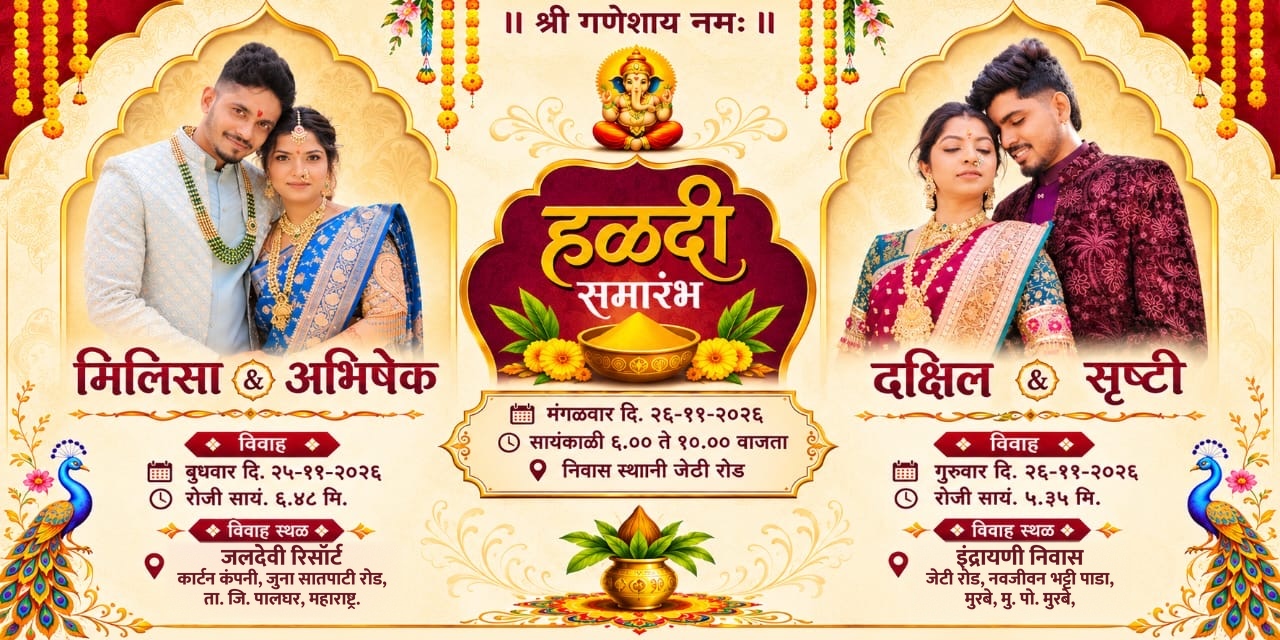 ॥ श्री गणेशाय नमः ॥
हळदी
समारंभ
मंगळवार दि. २६-११-२०२६
सायंकाळी ६.०० ते १०.०० वाजता
निवास स्थाानी जेटी रोड
मिलिसा & अभिषेक
विवाह
बुधवार दि. २५-११-२०२६
रोजी सायं. ६.४८ मि.
विवाह स्थळ
जलदेवी रिसॉर्ट
कार्टन कंपनी, जुना सातपाटी रोड,
ता. जि. पालघर, महाराष्ट्र.
दक्षिल & सृष्टी
विवाह
गुरुवार दि. २६-११-२०२६
रोजी सायं. ५.३५ मि.
विवाह स्थळ
इंद्रायणी निवास
जेटी रोड, नवजीवन भट्टी पाडा,
मुरबे, मु. पो. मुरबे,